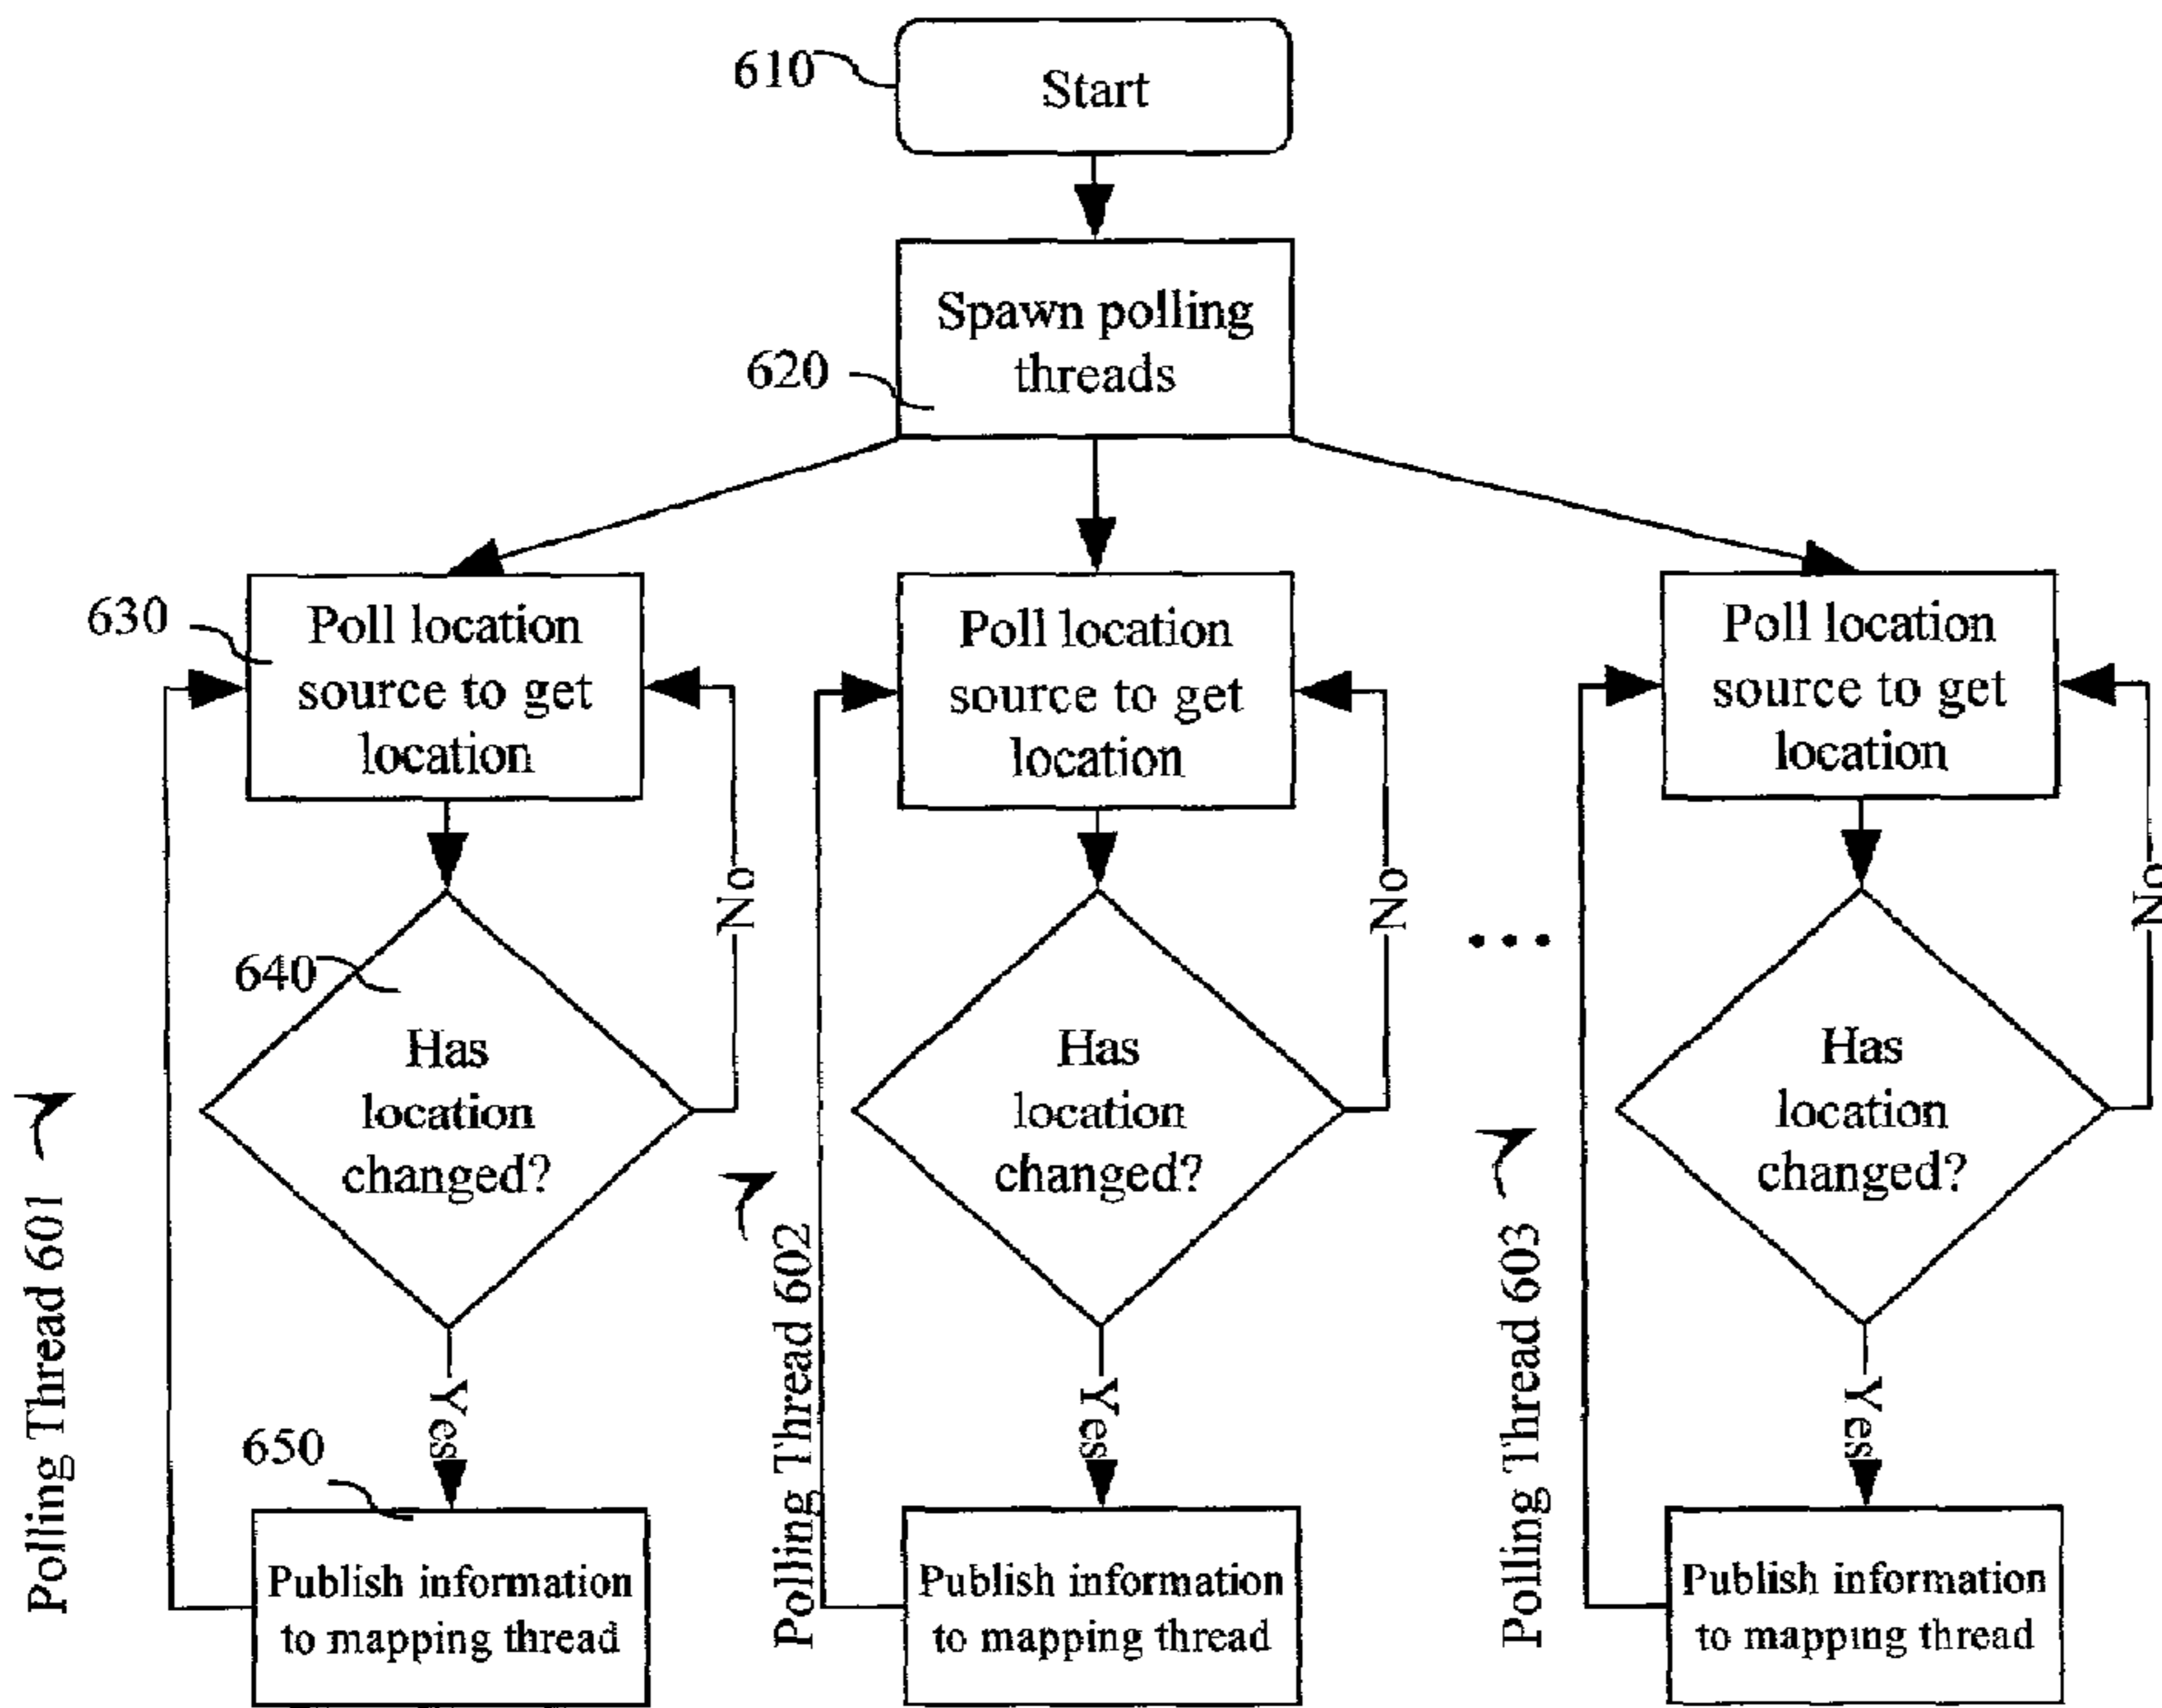 610
Start
Spawn polling
threads
620
630
Poll location
source to get
location
Poll location
source to get
location
Poll location
source to get
location
No
No
No
640
Has
location
changed?
Has
location
changed?
Has
location
changed?
...
Polling Thread 601
Polling Thread 602
Polling Thread 603
Yes
Yes
Yes
650
Publish information
to mapping thread
Publish information
to mapping thread
Publish information
to mapping thread